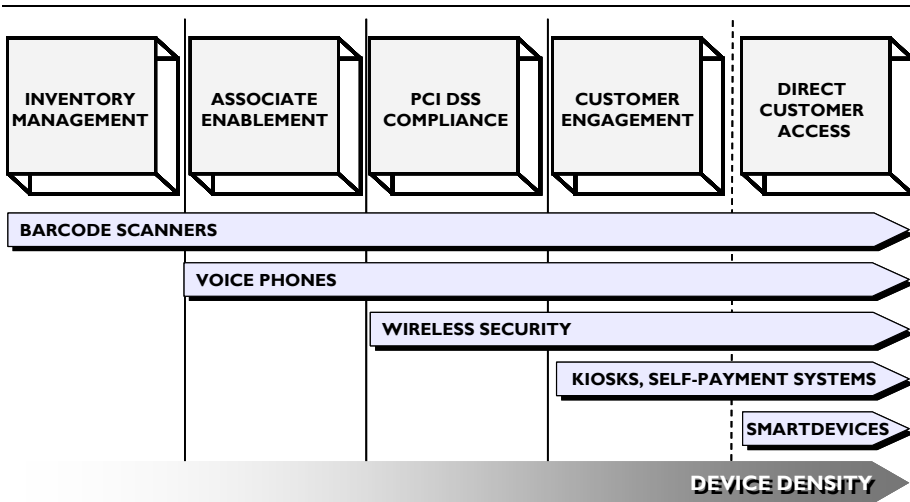 INVENTORY
MANAGEMENT
ASSOCIATE
ENABLEMENT
PCI DSS
COMPLIANCE
CUSTOMER
ENGAGEMENT
DIRECT
CUSTOMER
ACCESS
BARCODE SCANNERS
VOICE PHONES
WIRELESS SECURITY
KIOSKS, SELF-PAYMENT SYSTEMS
SMARTDEVICES
DEVICE DENSITY